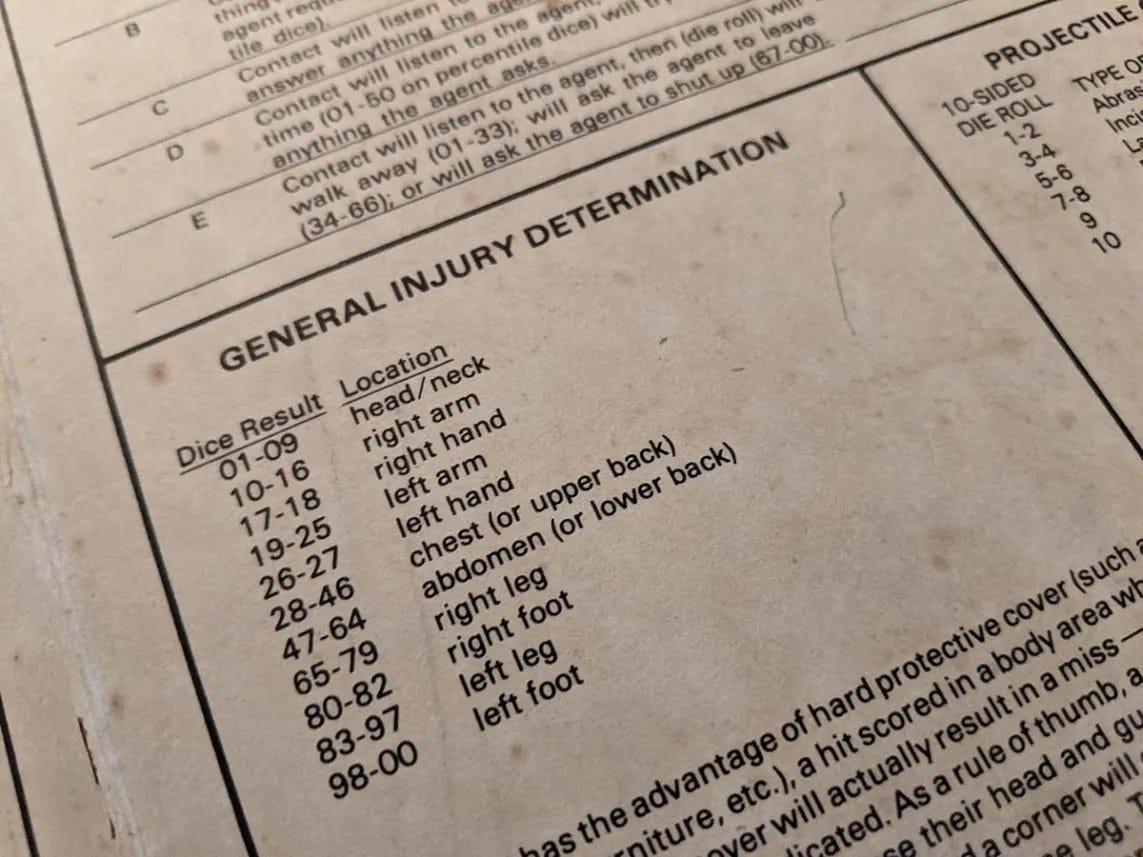 B
agent
tile dice).
Contact will listen to
answer anything the
C
Contact will listen to the agent,
time (01-50 on percentile dice) will
anything the agent asks.
D
Contact will listen to the agent, then (die roll) will
walk away (01-33); will ask the agent to leave
(34-66); or will ask the agent to shut up (67-00).
E
GENERAL INJURY DETERMINATION
Dice Result Location
01-09 head/neck
10-16 right arm
17-18 right hand
19-25 left arm
26-27 left hand
28-46 chest (or upper back)
47-64 abdomen (or lower back)
65-79 right leg
80-82 right foot
83-97 left leg
98-00 left foot
has the advantage of hard protective cover (such
etc.), a hit scored in a body area
will actually result in a miss —
As a rule of thumb,
their head and
a corner will
leg.
PROJECTILE
10-SIDED
DIE ROLL TYPE
1-2
3-4
5-6
7-8
9
10